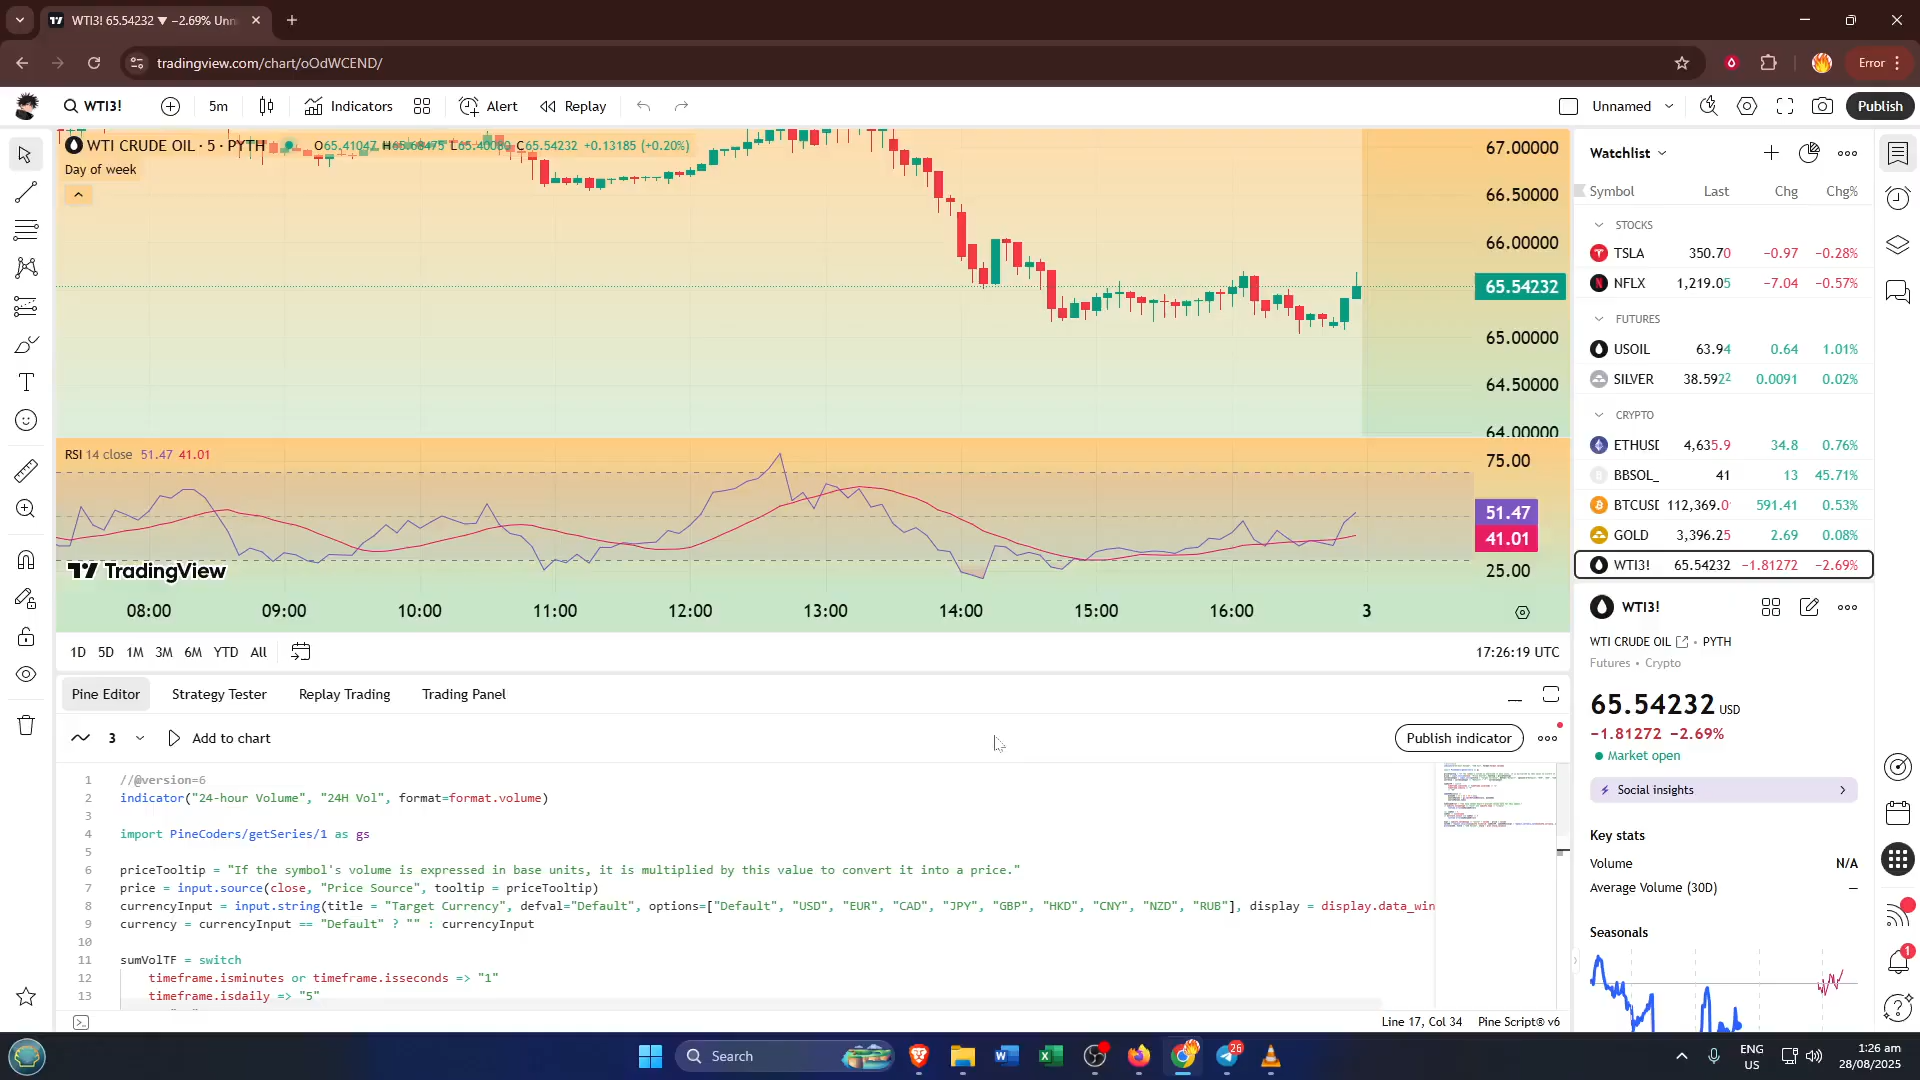 WTI3! 65.54232 ▼ −2.69% Unn
tradingview.com/chart/oOdWCEND/
Error
WTI3!
5m
Indicators
Alert
Replay
Unnamed
Publish
WTI CRUDE OIL · 5 · PYTH
C65.54232 +0.13185 (+0.20%)
Day of week
67.00000
66.50000
66.00000
65.54232
65.00000
64.50000
64.00000
RSI 14 close 51.47 41.01
75.00
51.47
41.01
25.00
TradingView
08:00 09:00 10:00 11:00 12:00 13:00 14:00 15:00 16:00 3
1D 5D 1M 3M 6M YTD All
17:26:19 UTC
Pine Editor Strategy Tester Replay Trading Trading Panel
3 Add to chart
Publish indicator
1 //@version=6
2 indicator("24-hour Volume", "24H Vol", format=format.volume)
3
4 import PineCoders/getSeries/1 as gs
5
6 priceTooltip = "If the symbol's volume is expressed in base units, it is multiplied by this value to convert it into a price."
7 price = input.source(close, "Price Source", tooltip = priceTooltip)
8 currencyInput = input.string(title = "Target Currency", defval="Default", options=["Default", "USD", "EUR", "CAD", "JPY", "GBP", "HKD", "CNY", "NZD", "RUB"], display = display.data_win
9 currency = currencyInput == "Default" ? "" : currencyInput
10
11 sumVolTF = switch
12 timeframe.isminutes or timeframe.isseconds => "1"
13 timeframe.isdaily => "5"
Line 17, Col 34 Pine Script® v6
Watchlist
Symbol Last Chg Chg%
STOCKS
TSLA 350.70 −0.97 −0.28%
NFLX 1,219.05 −7.04 −0.57%
FUTURES
USOIL 63.94 0.64 1.01%
SILVER 38.592² 0.0091 0.02%
CRYPTO
ETHUSD 4,635.9 34.8 0.76%
BBSOL_ 41 13 45.71%
BTCUSD 112,369.0 591.41 0.53%
GOLD 3,396.25 2.69 0.08%
WTI3! 65.54232 −1.81272 −2.69%
WTI3!
WTI CRUDE OIL • PYTH
Futures • Crypto
65.54232 USD
−1.81272 −2.69%
Market open
Social insights
Key stats
Volume N/A
Average Volume (30D) —
Seasonals
1
Search
26
ENG
US
1:26 am
28/08/2025